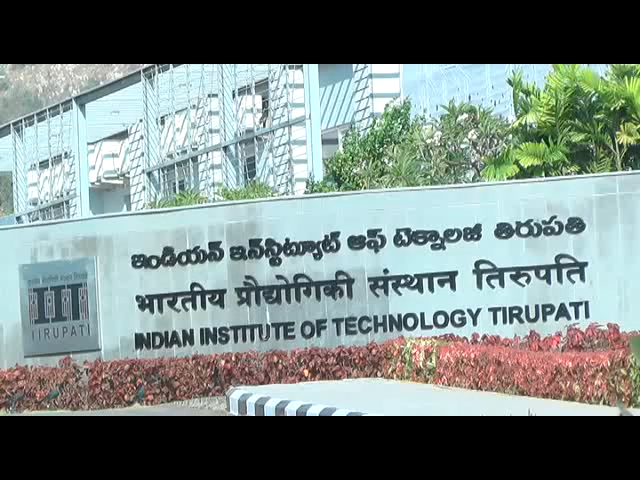 ఇండియన్ ఇన్‌స్టిట్యూట్ ఆఫ్ టెక్నాలజీ తిరుపతి
भारतीय प्रौद्योगिकी संस्थान तिरुपति
INDIAN INSTITUTE OF TECHNOLOGY TIRUPATI
TIRUPATI